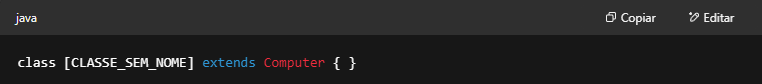 java
Copiar
Editar
class [CLASSE_SEM_NOME] extends Computer { }